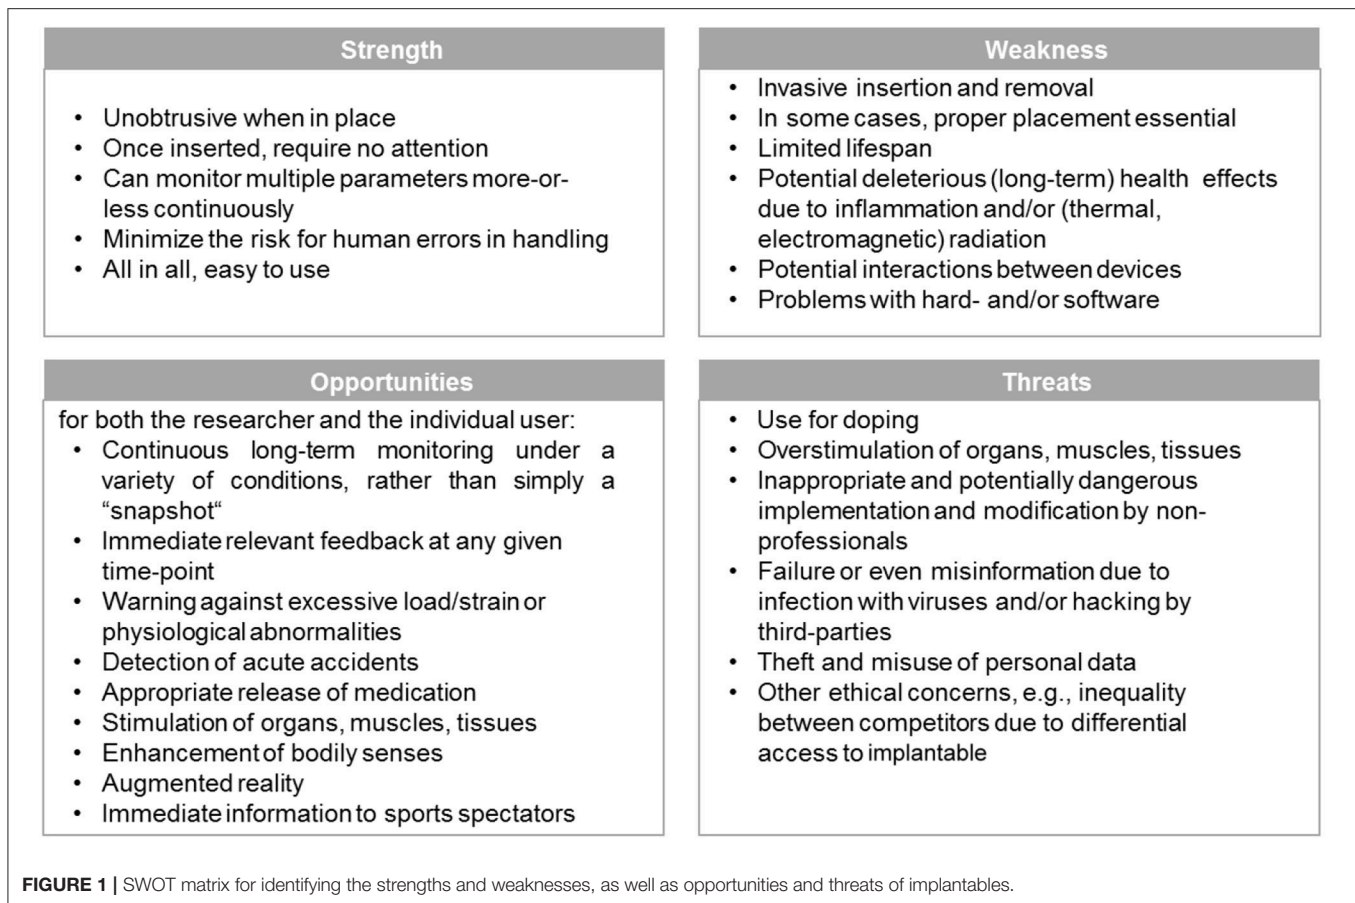 Strength
• Unobtrusive when in place
• Once inserted, require no attention
• Can monitor multiple parameters more-or-
less continuously
• Minimize the risk for human errors in handling
• All in all, easy to use
Weakness
• Invasive insertion and removal
• In some cases, proper placement essential
• Limited lifespan
• Potential deleterious (long-term) health effects
due to inflammation and/or (thermal,
electromagnetic) radiation
• Potential interactions between devices
• Problems with hard- and/or software
Opportunities
for both the researcher and the individual user:
• Continuous long-term monitoring under a
variety of conditions, rather than simply a
“snapshot“
• Immediate relevant feedback at any given
time-point
• Warning against excessive load/strain or
physiological abnormalities
• Detection of acute accidents
• Appropriate release of medication
• Stimulation of organs, muscles, tissues
• Enhancement of bodily senses
• Augmented reality
• Immediate information to sports spectators
Threats
• Use for doping
• Overstimulation of organs, muscles, tissues
• Inappropriate and potentially dangerous
implementation and modification by non-
professionals
• Failure or even misinformation due to
infection with viruses and/or hacking by
third-parties
• Theft and misuse of personal data
• Other ethical concerns, e.g., inequality
between competitors due to differential
access to implantable
FIGURE 1 | SWOT matrix for identifying the strengths and weaknesses, as well as opportunities and threats of implantables.